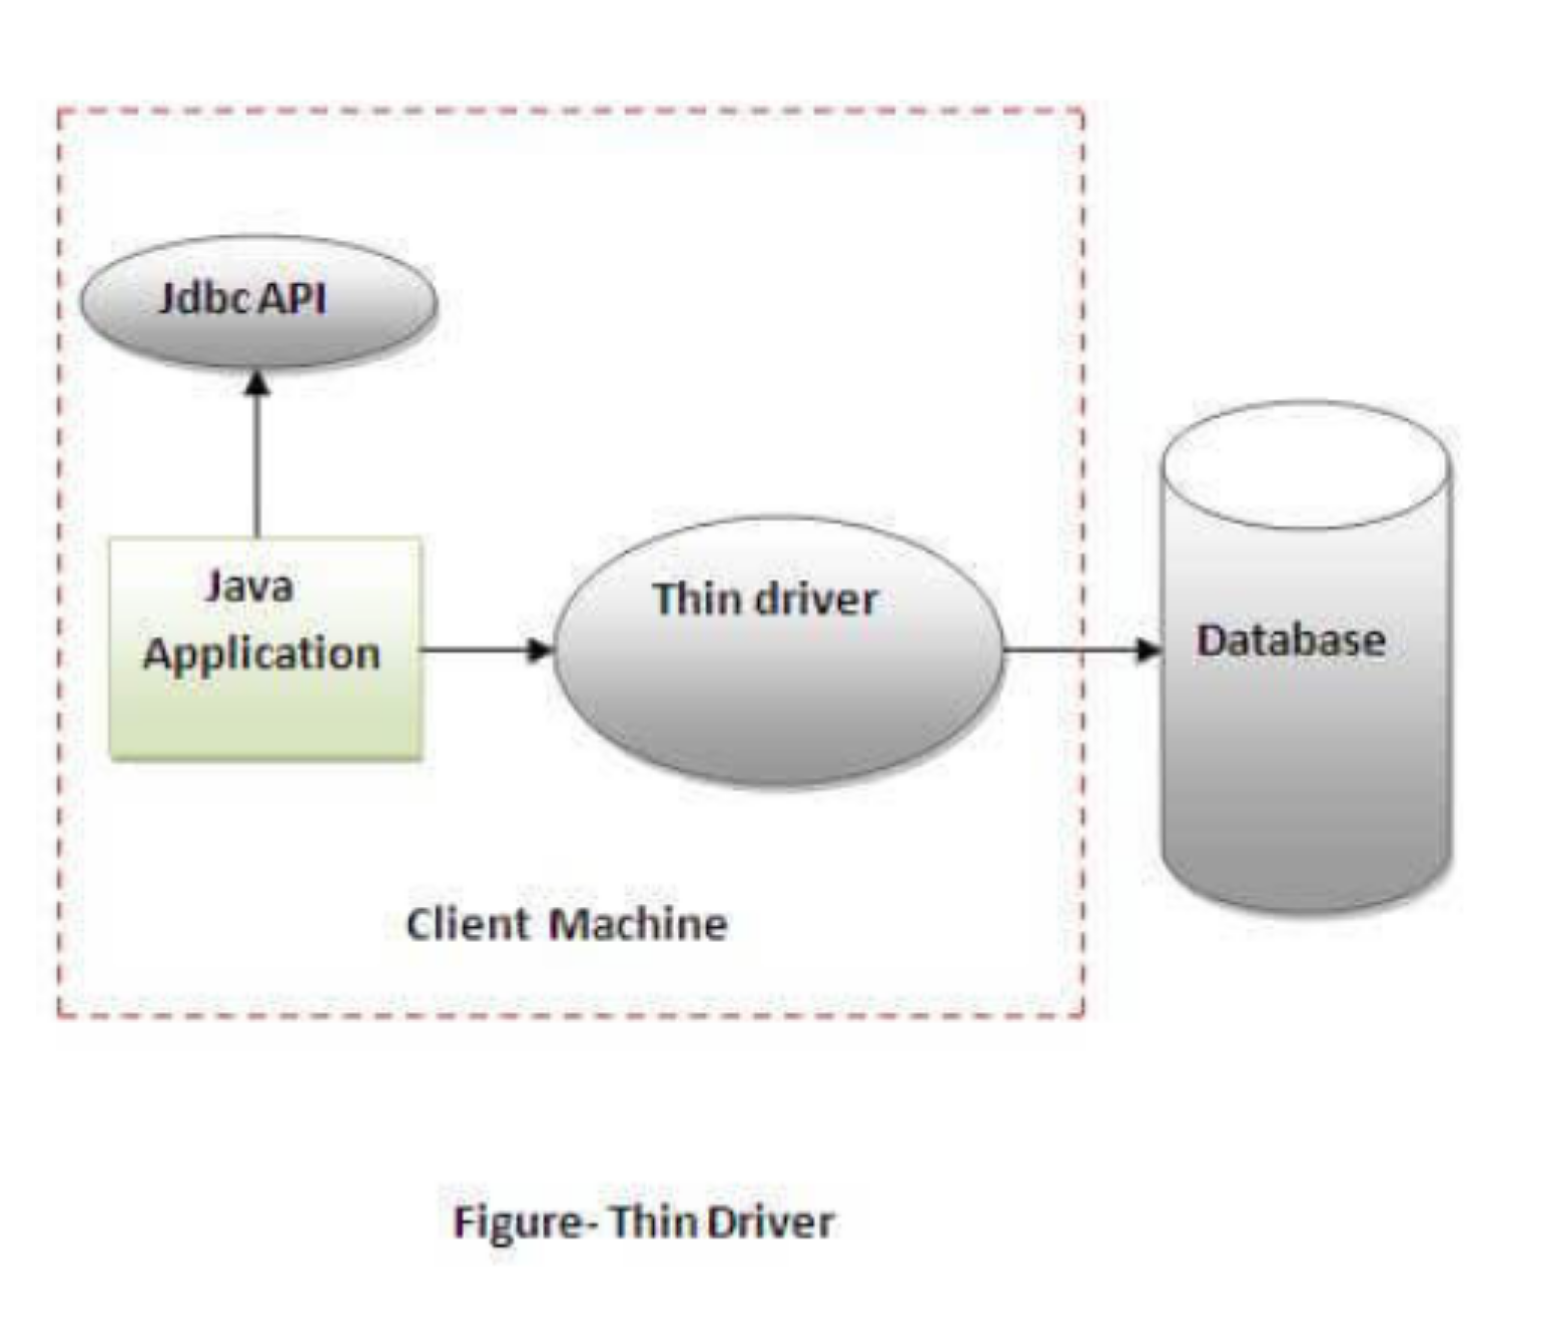 Jdbc API
Java
Application
Thin driver
Database
Client Machine
Figure- Thin Driver